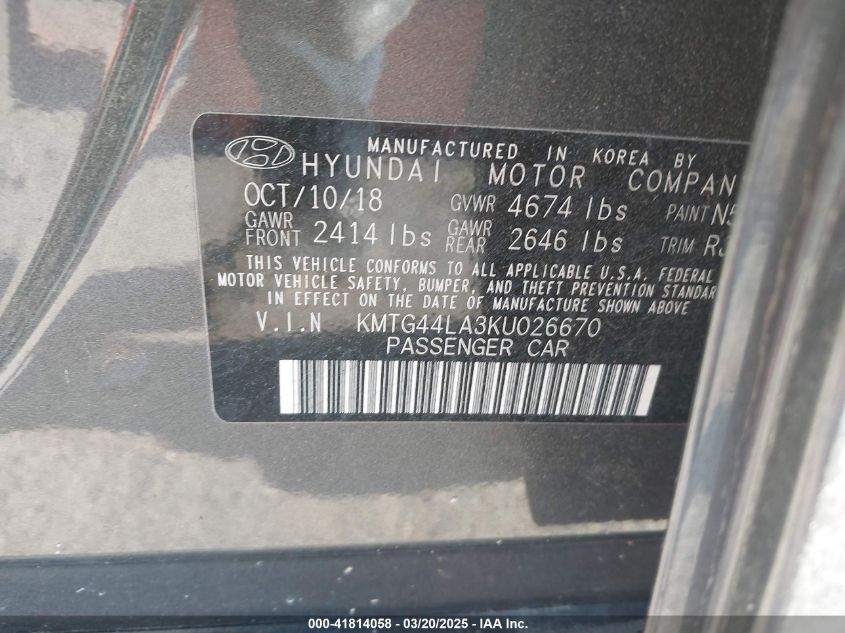 MANUFACTURED IN KOREA BY
HYUNDAI MOTOR COMPAN
OCT/10/18 GVWR 4674 lbs PAINT N5
GAWR FRONT 2414 lbs GAWR REAR 2646 lbs TRIM RJ
THIS VEHICLE CONFORMS TO ALL APPLICABLE U.S.A. FEDERAL
MOTOR VEHICLE SAFETY, BUMPER, AND THEFT PREVENTION STANDAR
IN EFFECT ON THE DATE OF MANUFACTURE SHOWN ABOVE
V.I.N KMTG44LA3KU026670
PASSENGER CAR
000-41814058 - 03/20/2025 - IAA Inc.